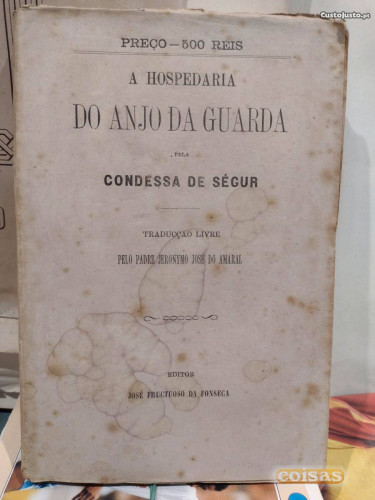 CustoJusto.pt
PREÇO—500 REIS
A HOSPEDARIA
DO ANJO DA GUARDA
PELA
CONDESSA DE SÉGUR
TRADUCÇÃO LIVRE
PELO PADRE JERONYMO JOSÉ DO AMARAL
EDITOR
JOSÉ FRUCTUOSO DA FONSECA
coisas